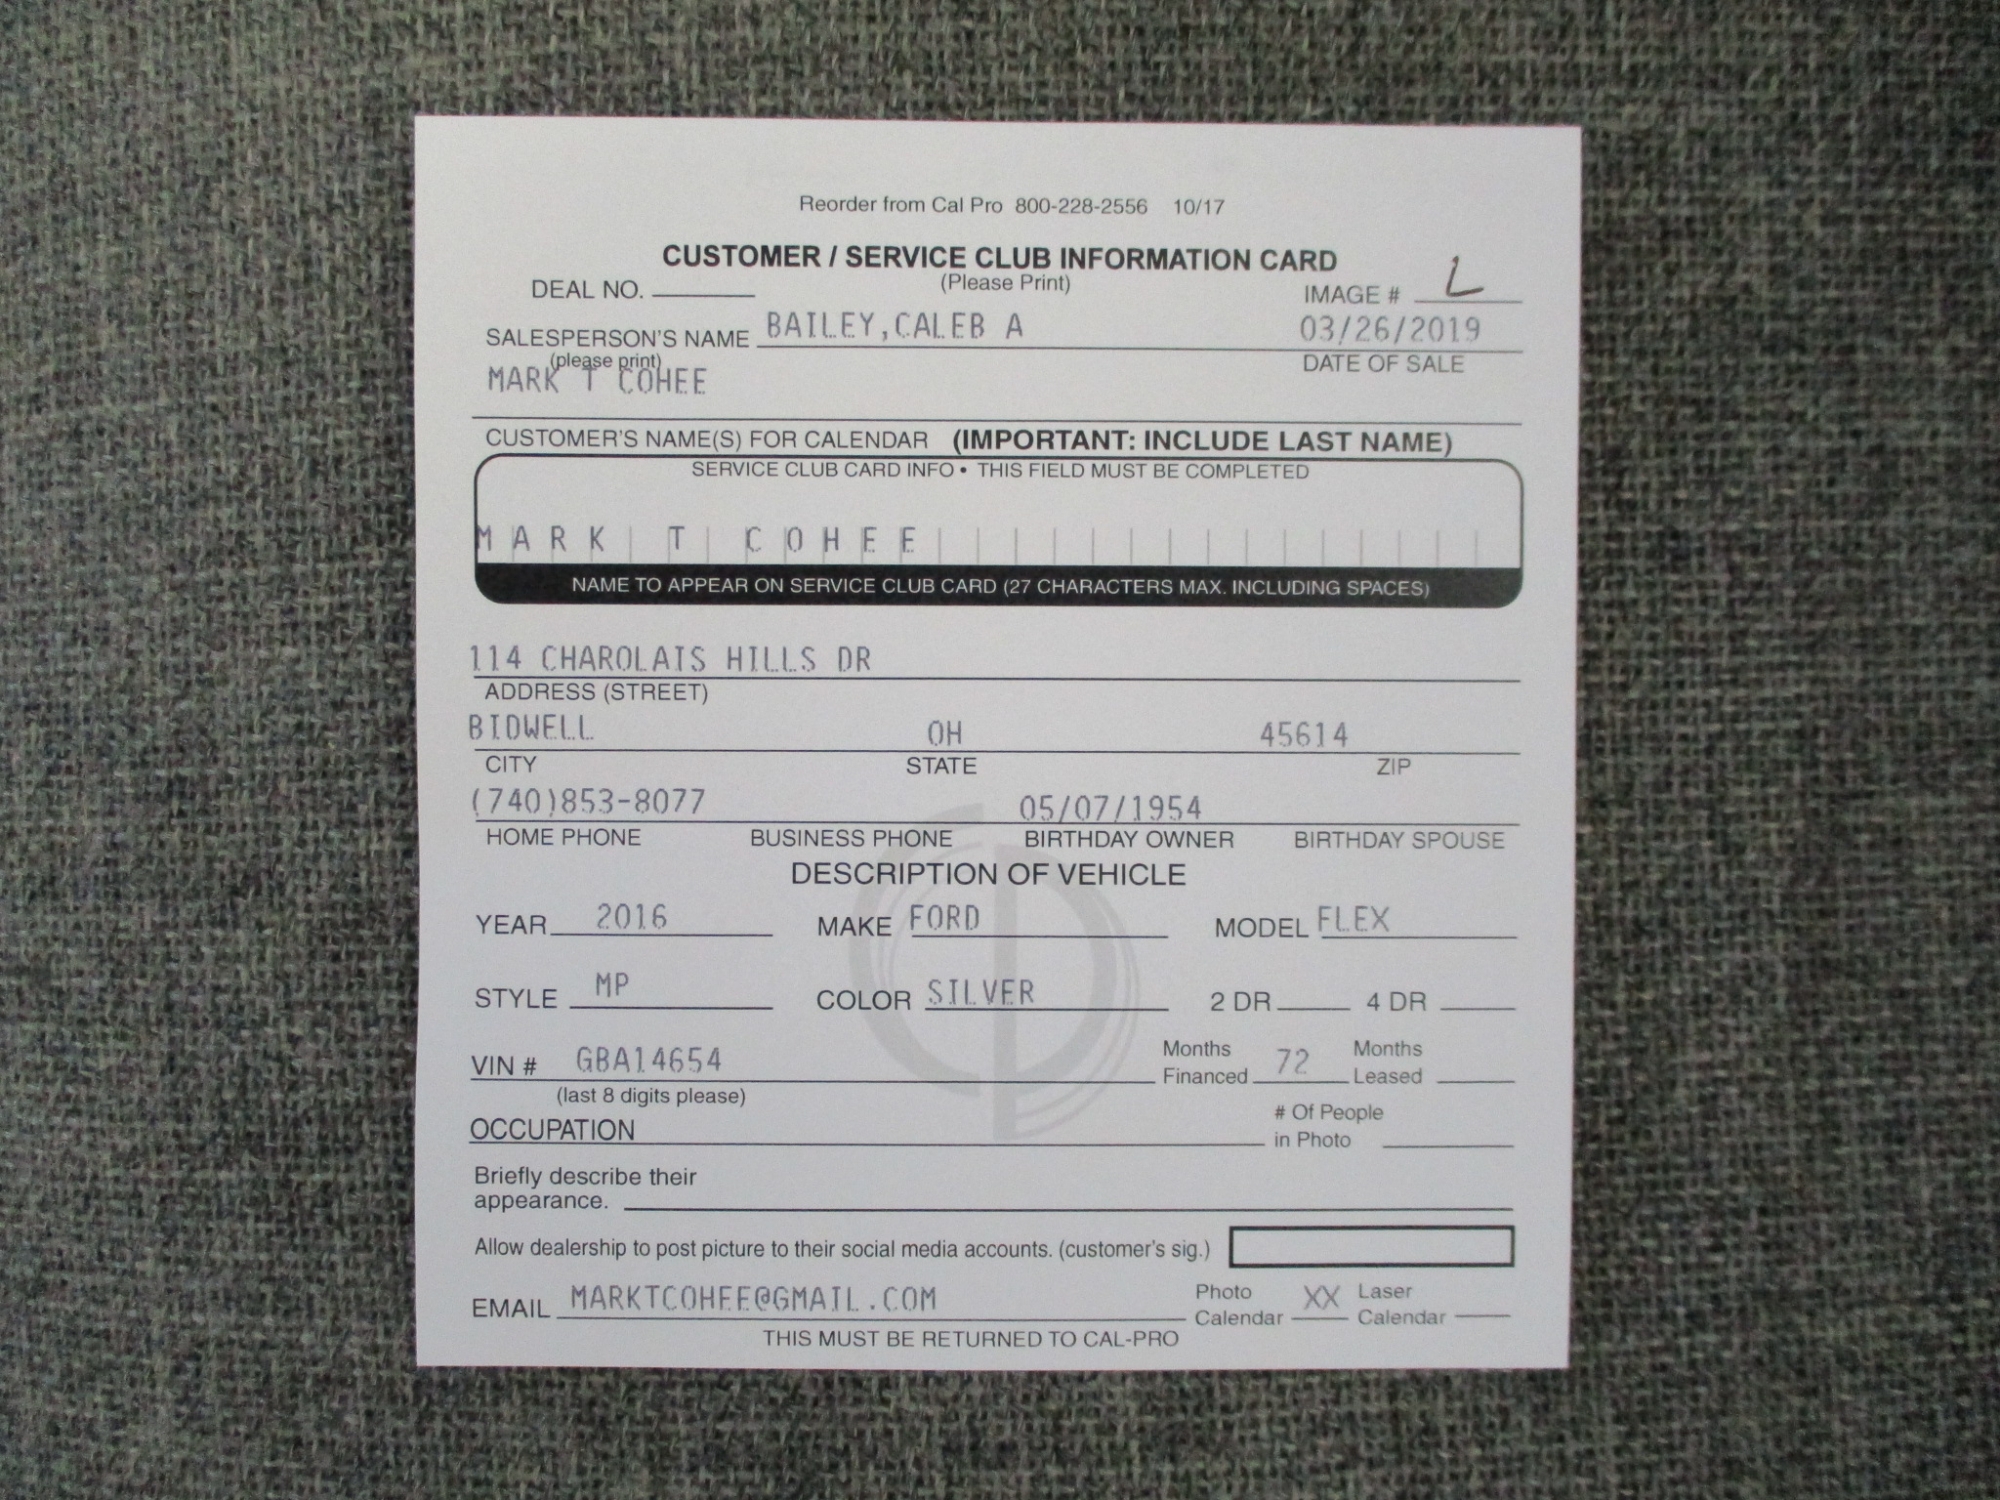 Reorder from Cal Pro 800-228-2556 10/17
CUSTOMER / SERVICE CLUB INFORMATION CARD
(Please Print)
DEAL NO. IMAGE # L
SALESPERSON'S NAME BAILEY,CALEB A 03/26/2019
(please print) DATE OF SALE
MARK T COHEE
CUSTOMER'S NAME(S) FOR CALENDAR (IMPORTANT: INCLUDE LAST NAME)
SERVICE CLUB CARD INFO • THIS FIELD MUST BE COMPLETED
MARK T COHEE
NAME TO APPEAR ON SERVICE CLUB CARD (27 CHARACTERS MAX. INCLUDING SPACES)
114 CHAROLAIS HILLS DR
ADDRESS (STREET)
BIDWELL OH 45614
CITY STATE ZIP
(740)853-8077 05/07/1954
HOME PHONE BUSINESS PHONE BIRTHDAY OWNER BIRTHDAY SPOUSE
DESCRIPTION OF VEHICLE
YEAR 2016 MAKE FORD MODEL FLEX
STYLE MP COLOR SILVER 2 DR 4 DR
VIN # GBA14654 Months Financed 72 Months Leased
(last 8 digits please)
OCCUPATION # Of People in Photo
Briefly describe their
appearance.
Allow dealership to post picture to their social media accounts. (customer's sig.)
EMAIL MARKTCOHEE@GMAIL.COM Photo Calendar XX Laser Calendar
THIS MUST BE RETURNED TO CAL-PRO